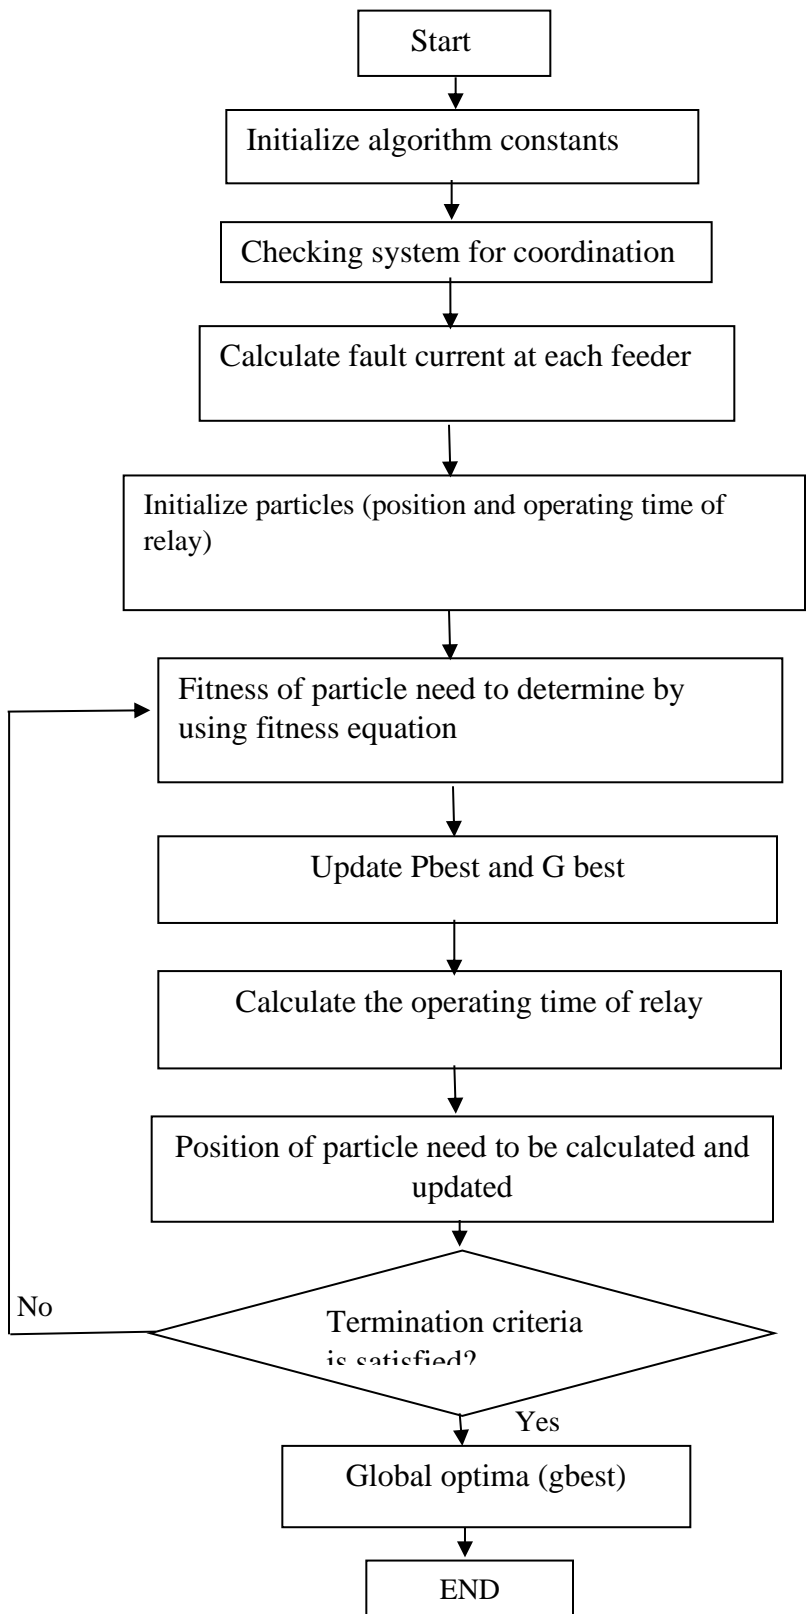 Start
Initialize algorithm constants
Checking system for coordination
Calculate fault current at each feeder
Initialize particles (position and operating time of
relay)
Fitness of particle need to determine by
using fitness equation
Update Pbest and G best
Calculate the operating time of relay
Position of particle need to be calculated and
updated
No
Termination criteria
is satisfied?
Yes
Global optima (gbest)
END